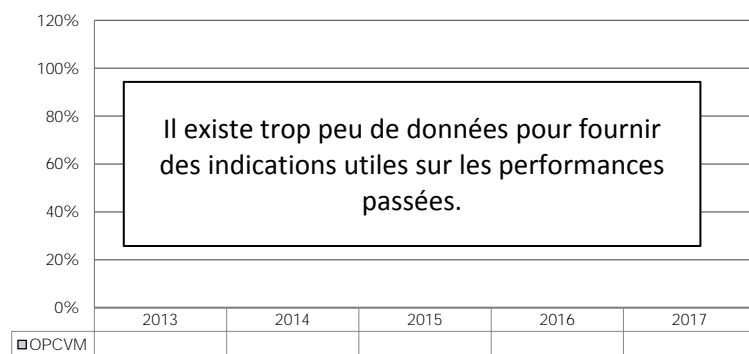 120%
100%
80%
60%
40%
20%
0%
Il existe trop peu de données pour fournir
des indications utiles sur les performances
passées.
2013 2014 2015 2016 2017
OPCVM